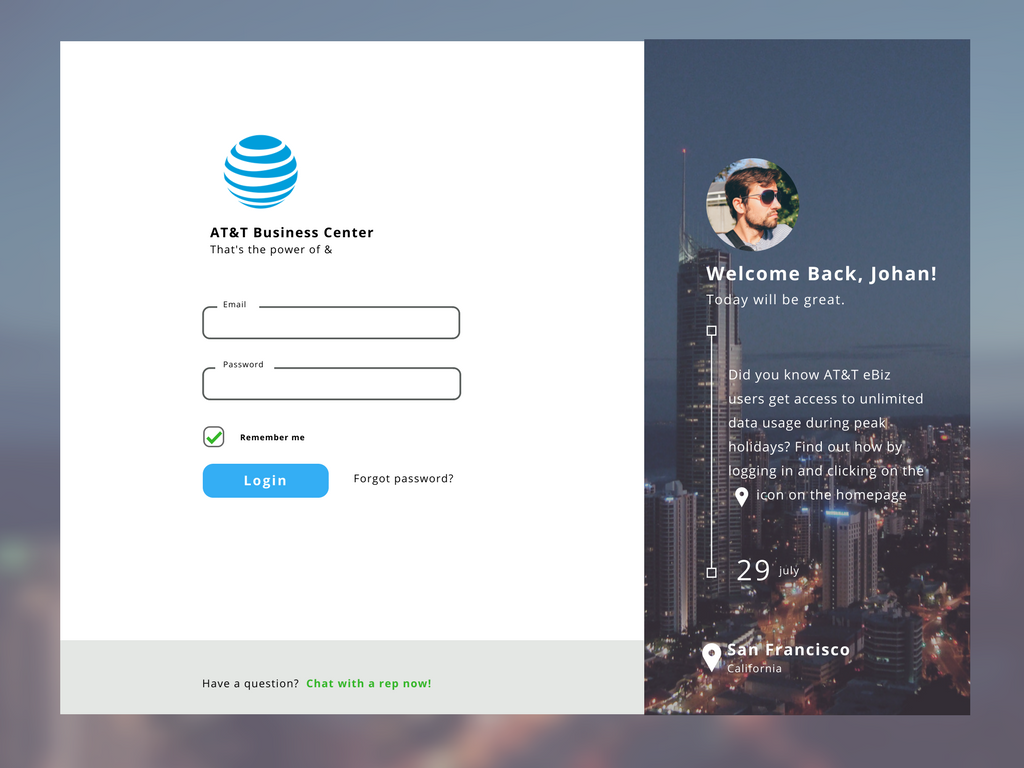 AT&T Business Center
That's the power of &
Email
Password
Remember me
Login
Forgot password?
Have a question? Chat with a rep now!
Welcome Back, Johan!
Today will be great.
Did you know AT&T eBiz
users get access to unlimited
data usage during peak
holidays? Find out how by
logging in and clicking on the
icon on the homepage
29 july
San Francisco
California